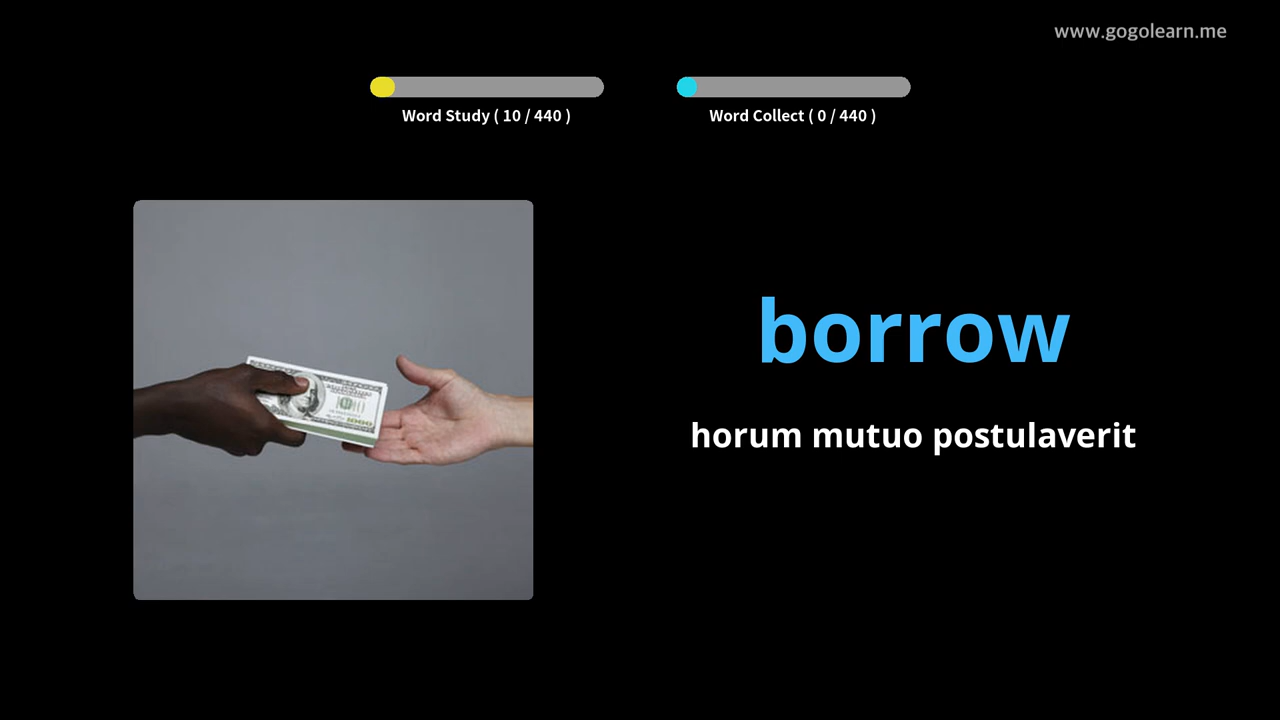 www.gogolearn.me
Word Study ( 10 / 440 )
Word Collect ( 0 / 440 )
borrow
horum mutuo postulaverit